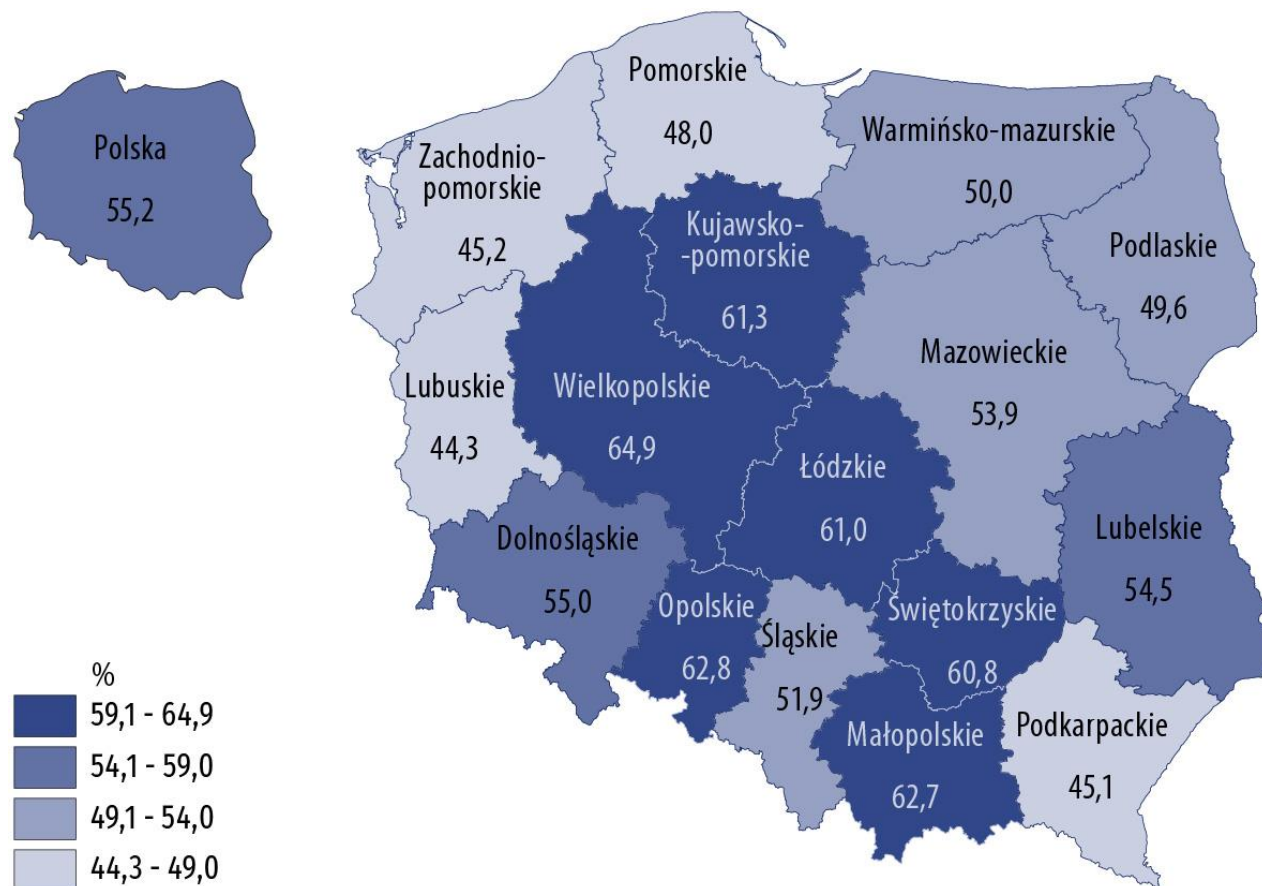 Polska
55,2
Pomorskie
48,0
Warmińsko-mazurskie
50,0
Zachodnio-
pomorskie
45,2
Kujawsko-
-pomorskie
61,3
Podlaskie
49,6
Mazowieckie
53,9
Lubuskie
44,3
Wielkopolskie
64,9
Łódzkie
61,0
Dolnośląskie
55,0
Lubelskie
54,5
Opolskie
62,8
Śląskie
51,9
Świętokrzyskie
60,8
Małopolskie
62,7
Podkarpackie
45,1
%
59,1 - 64,9
54,1 - 59,0
49,1 - 54,0
44,3 - 49,0